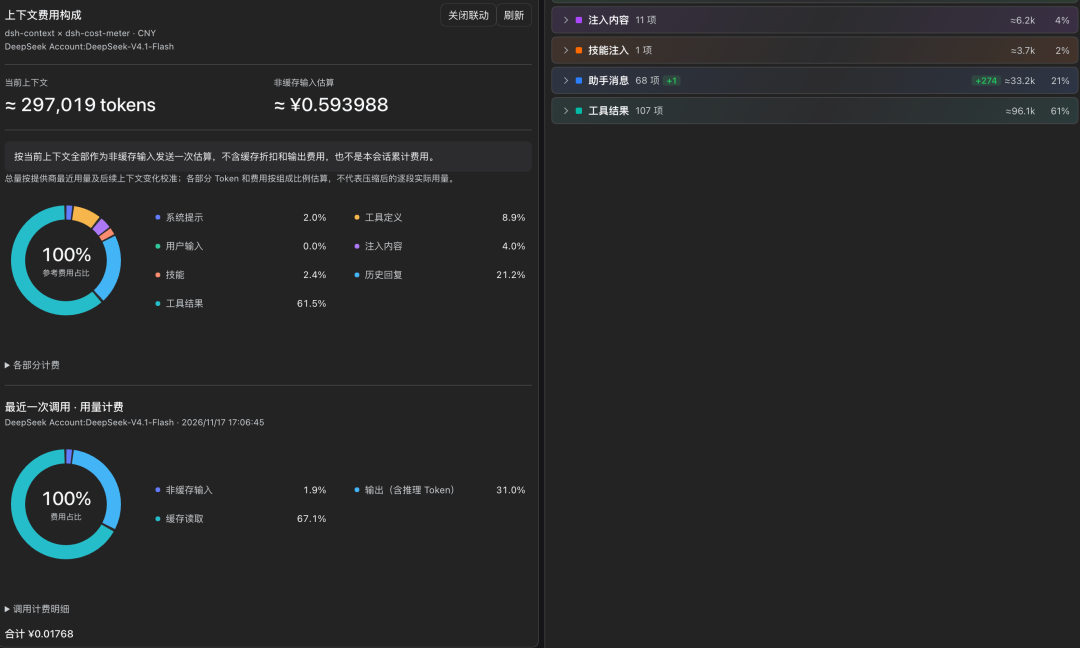 上下文费用构成
关闭联动 刷新
dsh-context × dsh-cost-meter · CNY
DeepSeek Account:DeepSeek-V4.1-Flash
当前上下文
≈ 297,019 tokens
非缓存输入估算
≈ ¥0.593988
按当前上下文全部作为非缓存输入发送一次估算，不含缓存折扣和输出费用，也不是本会话累计费用。
总量按提供商最近用量及后续上下文变化校准；各部分 Token 和费用按组成比例估算，不代表压缩后的逐段实际用量。
100%
参考费用占比
系统提示 2.0%
工具定义 8.9%
用户输入 0.0%
注入内容 4.0%
技能 2.4%
历史回复 21.2%
工具结果 61.5%
各部分计费
最近一次调用 · 用量计费
DeepSeek Account:DeepSeek-V4.1-Flash · 2026/11/17 17:06:45
100%
费用占比
非缓存输入 1.9%
输出（含推理 Token） 31.0%
缓存读取 67.1%
调用计费明细
合计 ¥0.01768
注入内容 11 项 ≈6.2k 4%
技能注入 1 项 ≈3.7k 2%
助手消息 68 项 +1 +274 ≈33.2k 21%
工具结果 107 项 ≈96.1k 61%